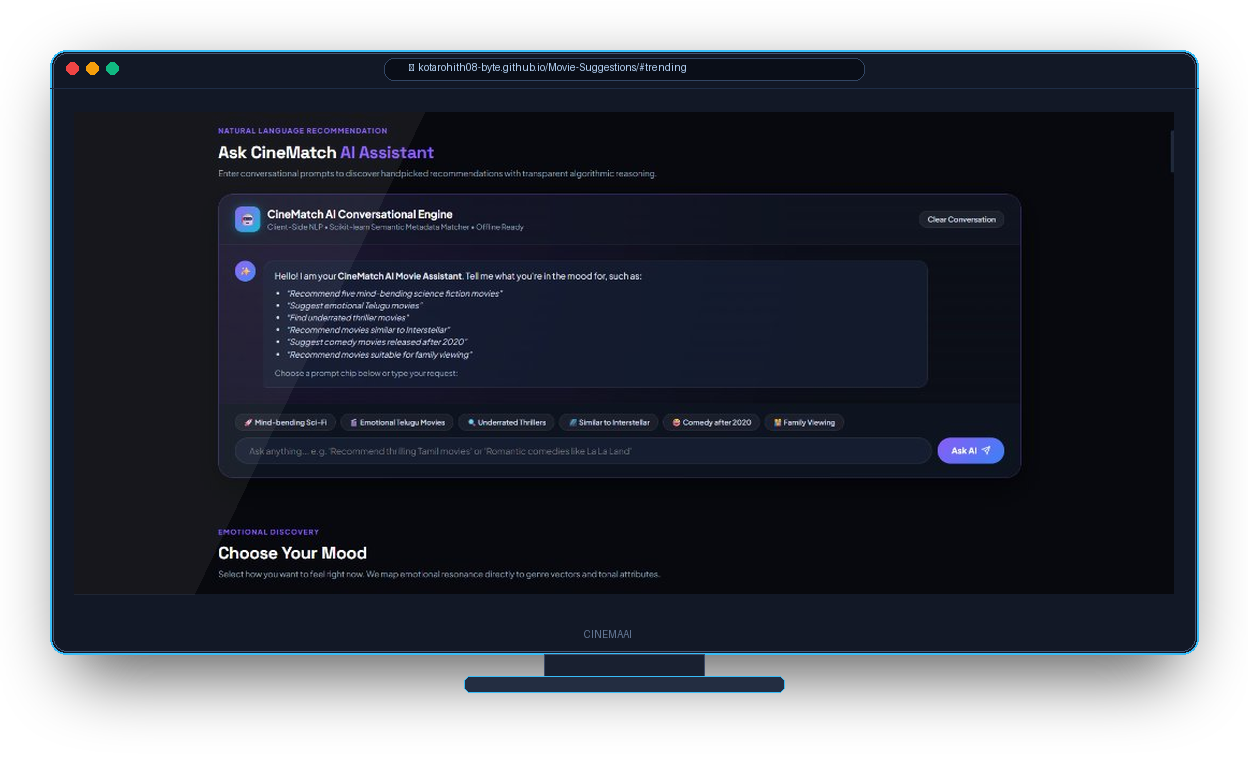 kotarohith08-byte.github.io/Movie-Suggestions/#trending
NATURAL LANGUAGE RECOMMENDATION
Ask CineMatch AI Assistant
Enter conversational prompts to discover handpicked recommendations with transparent algorithmic reasoning.
CineMatch AI Conversational Engine
Client-Side NLP • Scikit-learn Semantic Metadata Matcher • Offline Ready
Clear Conversation
Hello! I am your CineMatch AI Movie Assistant. Tell me what you're in the mood for, such as:
• "Recommend five mind-bending science fiction movies"
• "Suggest emotional Telugu movies"
• "Find underrated thriller movies"
• "Recommend movies similar to Interstellar"
• "Suggest comedy movies released after 2020"
• "Recommend movies suitable for family viewing"
Choose a prompt chip below or type your request:
Mind-bending Sci-Fi Emotional Telugu Movies Underrated Thrillers Similar to Interstellar Comedy after 2020 Family Viewing
Ask anything... e.g. 'Recommend thrilling Tamil movies' or 'Romantic comedies like La La Land'
Ask AI
EMOTIONAL DISCOVERY
Choose Your Mood
Select how you want to feel right now. We map emotional resonance directly to genre vectors and tonal attributes.
CINEMAAI